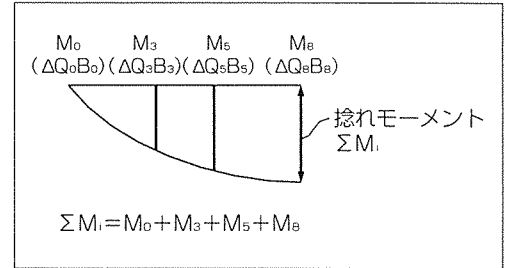 M₀ M₃ M₅ M₈
(ΔQ₀B₀)(ΔQ₃B₃)(ΔQ₅B₅)(ΔQ₈B₈)
捻れモーメント
ΣMᵢ
ΣMᵢ=M₀+M₃+M₅+M₈